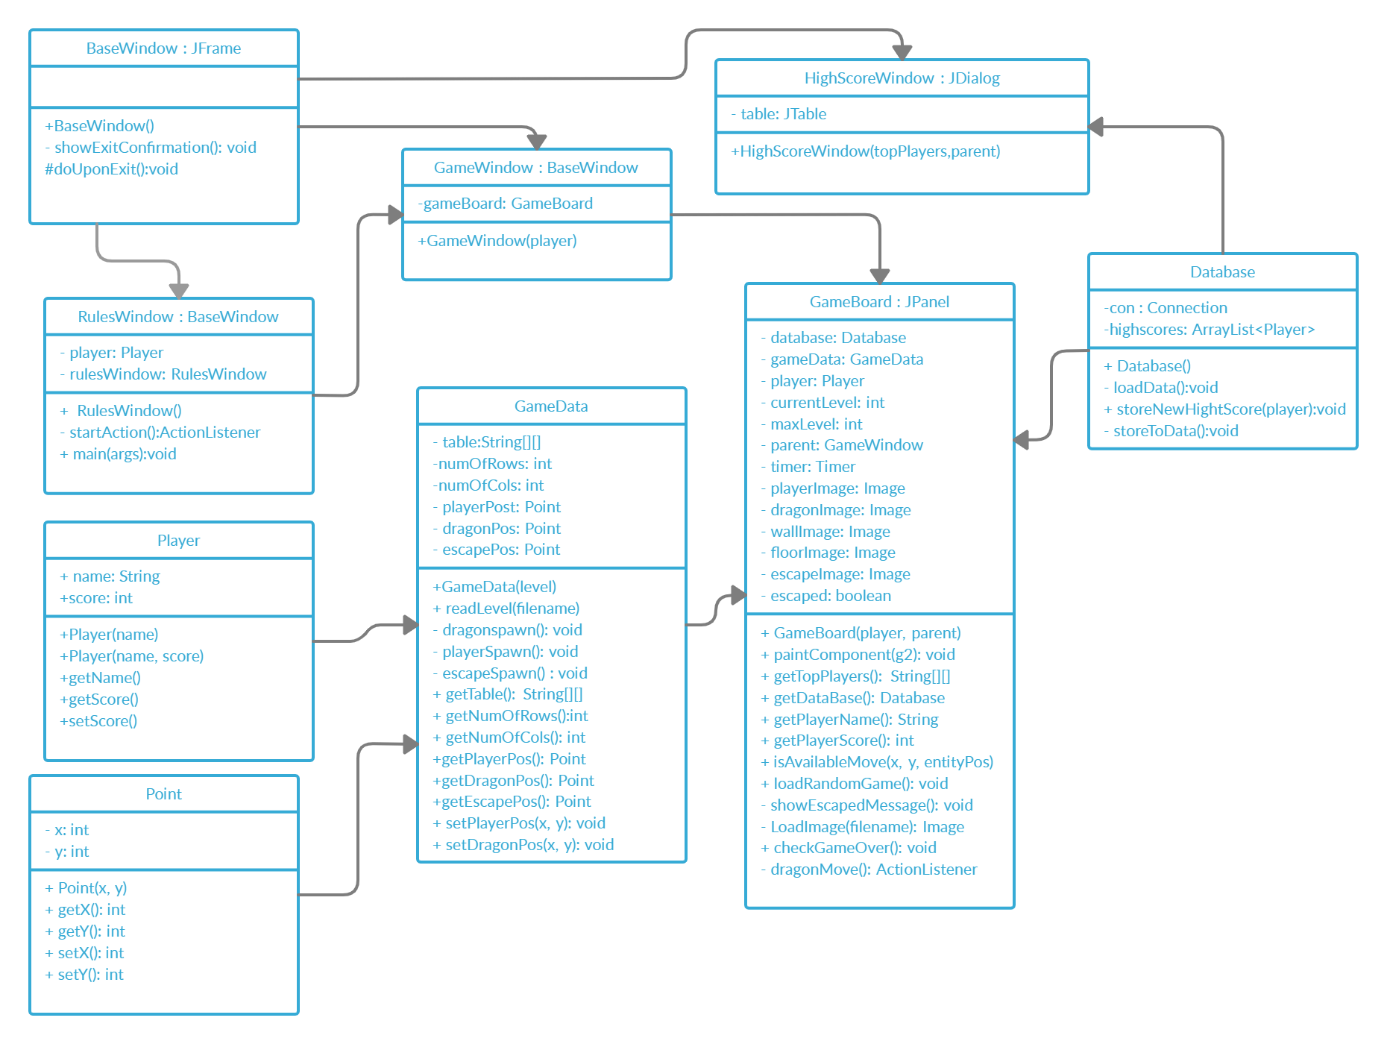 BaseWindow : JFrame
+BaseWindow()
- showExitConfirmation(): void
#doUponExit():void
HighScoreWindow : JDialog
- table: JTable
+HighScoreWindow(topPlayers,parent)
GameWindow : BaseWindow
-gameBoard: GameBoard
+GameWindow(player)
RulesWindow : BaseWindow
- player: Player
- rulesWindow: RulesWindow
+ RulesWindow()
- startAction():ActionListener
+ main(args):void
Database
-con : Connection
-highscores: ArrayList<Player>
+ Database()
- loadData():void
+ storeNewHightScore(player):void
- storeToData():void
GameBoard : JPanel
- database: Database
- gameData: GameData
- player: Player
- currentLevel: int
- maxLevel: int
- parent: GameWindow
- timer: Timer
- playerImage: Image
- dragonImage: Image
- wallImage: Image
- floorImage: Image
- escapeImage: Image
- escaped: boolean
+ GameBoard(player, parent)
+ paintComponent(g2): void
+ getTopPlayers(): String[][]
+ getDataBase(): Database
+ getPlayerName(): String
+ getPlayerScore(): int
+ isAvailableMove(x, y, entityPos)
+ loadRandomGame(): void
- showEscapedMessage(): void
- LoadImage(filename): Image
+ checkGameOver(): void
- dragonMove(): ActionListener
GameData
- table:String[][]
-numOfRows: int
-numOfCols: int
- playerPost: Point
- dragonPos: Point
- escapePos: Point
+GameData(level)
+ readLevel(filename)
- dragonspawn(): void
- playerSpawn(): void
- escapeSpawn() : void
+ getTable(): String[][]
+ getNumOfRows():int
+ getNumOfCols(): int
+getPlayerPos(): Point
+getDragonPos(): Point
+getEscapePos(): Point
+ setPlayerPos(x, y): void
+ setDragonPos(x, y): void
Player
+ name: String
+score: int
+Player(name)
+Player(name, score)
+getName()
+getScore()
+setScore()
Point
- x: int
- y: int
+ Point(x, y)
+ getX(): int
+ getY(): int
+ setX(): int
+ setY(): int